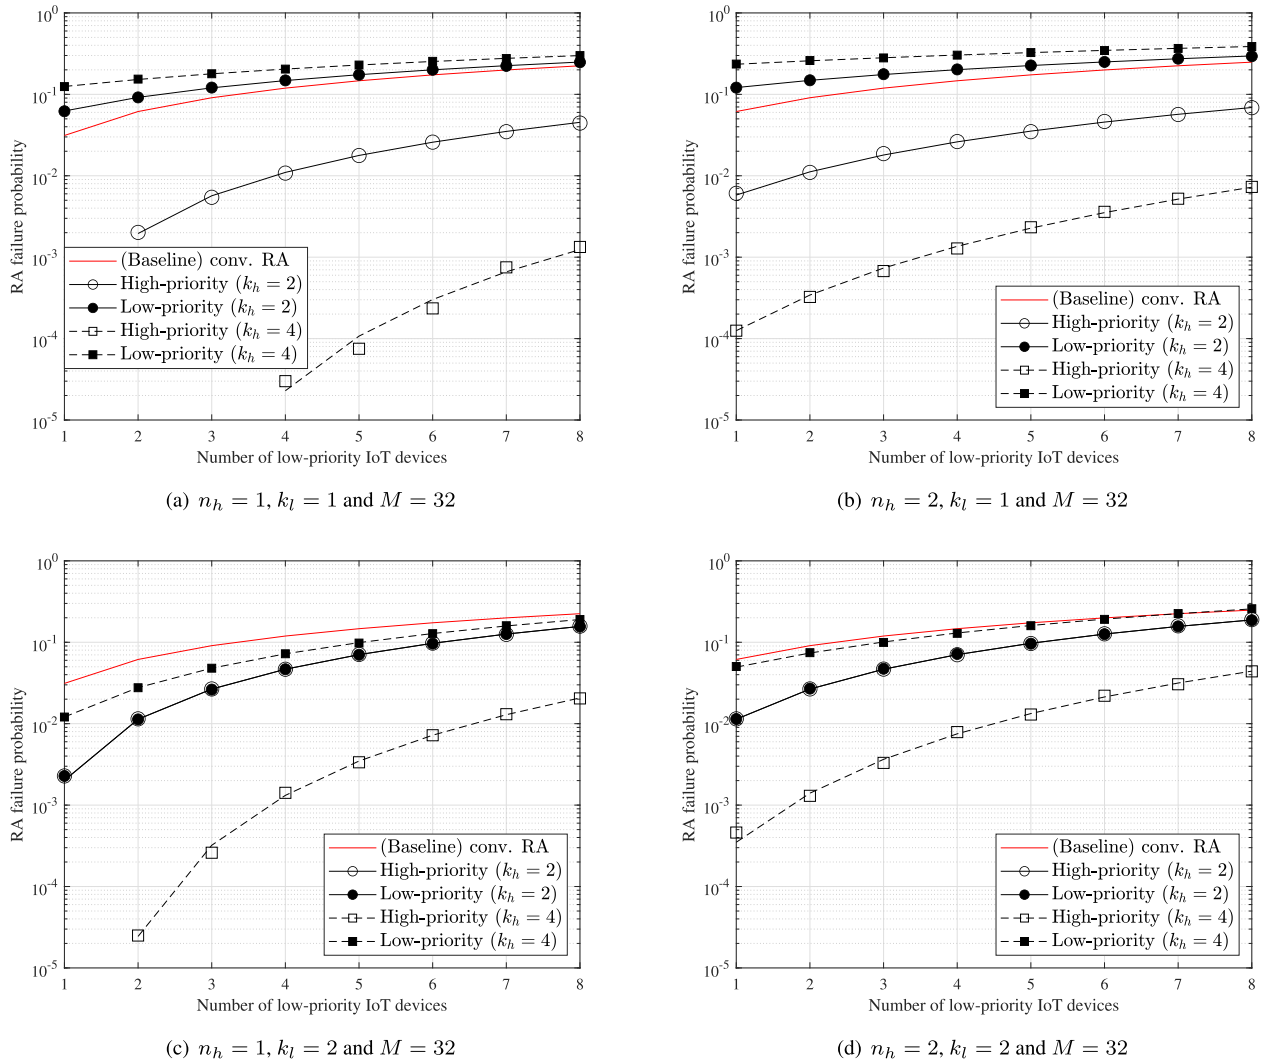 RA failure probability
10^0
10^-1
10^-2
10^-3
10^-4
10^-5
(Baselin) conv. RA
High-priority (k_h = 2)
Low-priority (k_h = 2)
High-priority (k_h = 4)
Low-priority (k_h = 4)
1 2 3 4 5 6 7 8
Number of low-priority IoT devices
(a) n_h = 1, k_l = 1 and M = 32
RA failure probability
10^0
10^-1
10^-2
10^-3
10^-4
10^-5
(Baseline) conv. RA
High-priority (k_h = 2)
Low-priority (k_h = 2)
High-priority (k_h = 4)
Low-priority (k_h = 4)
1 2 3 4 5 6 7 8
Number of low-priority IoT devices
(b) n_h = 2, k_l = 1 and M = 32
RA failure probability
10^0
10^-1
10^-2
10^-3
10^-4
10^-5
(Baseline) conv. RA
High-priority (k_h = 2)
Low-priority (k_h = 2)
High-priority (k_h = 4)
Low-priority (k_h = 4)
1 2 3 4 5 6 7 8
Number of low-priority IoT devices
(c) n_h = 1, k_l = 2 and M = 32
RA failure probability
10^0
10^-1
10^-2
10^-3
10^-4
10^-5
(Baseline) conv. RA
High-priority (k_h = 2)
Low-priority (k_h = 2)
High-priority (k_h = 4)
Low-priority (k_h = 4)
1 2 3 4 5 6 7 8
Number of low-priority IoT devices
(d) n_h = 2, k_l = 2 and M = 32